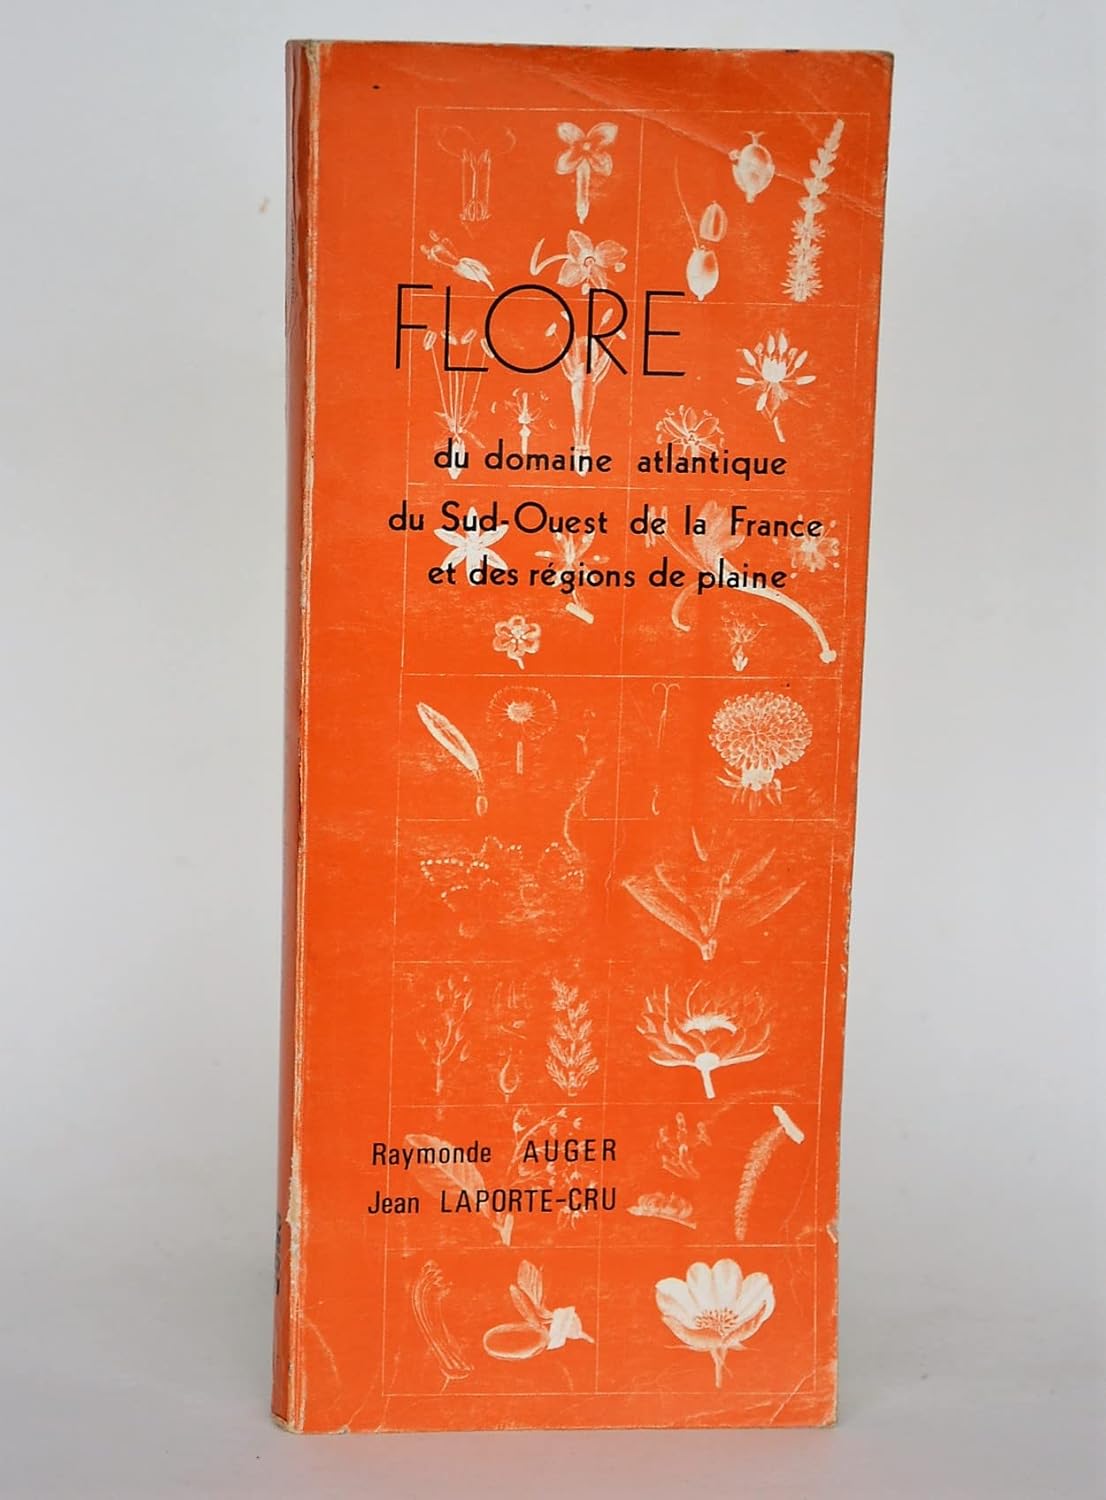 FLORE
du domaine atlantique
du Sud-Ouest de la France
et des régions de plaine
Raymonde AUGER
Jean LAPORTE-CRU